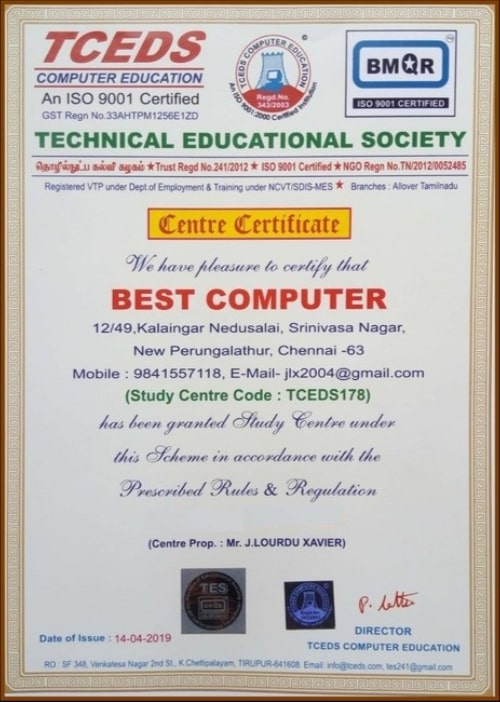 TCEDS
COMPUTER EDUCATION
An ISO 9001 Certified
GST Regn No.33AHTPM1256E1ZD
TCEDS COMPUTER EDUCATION
Regd No.
343/2003
An ISO 9001:2000 Certified Institution
BMQR
ISO 9001 CERTIFIED
TECHNICAL EDUCATIONAL SOCIETY
தொழில்நுட்ப கல்வி கழகம் ★ Trust Regd No.241/2012 ★ ISO 9001 Certified ★ NGO Regn No.TN/2012/0052485
Registered VTP under Dept.of Employment & Training under NCVT/SDIS-MES ★ Branches : Allover Tamilnadu
Centre Certificate
We have pleasure to certify that
BEST COMPUTER
12/49,Kalaingar Nedusalai, Srinivasa Nagar,
New Perungalathur, Chennai -63
Mobile : 9841557118, E-Mail- jlx2004@gmail.com
(Study Centre Code : TCEDS178)
has been granted Study Centre under
this Scheme in accordance with the
Prescribed Rules & Regulation
(Centre Prop. : Mr. J.LOURDU XAVIER)
TES
Date of Issue : 14-04-2019
DIRECTOR
TCEDS COMPUTER EDUCATION
RO : SF 348, Venkatesa Nagar 2nd St., K.Chettipalayam, TIRUPUR-641608. Email: info@tceds.com, tes241@gmail.com